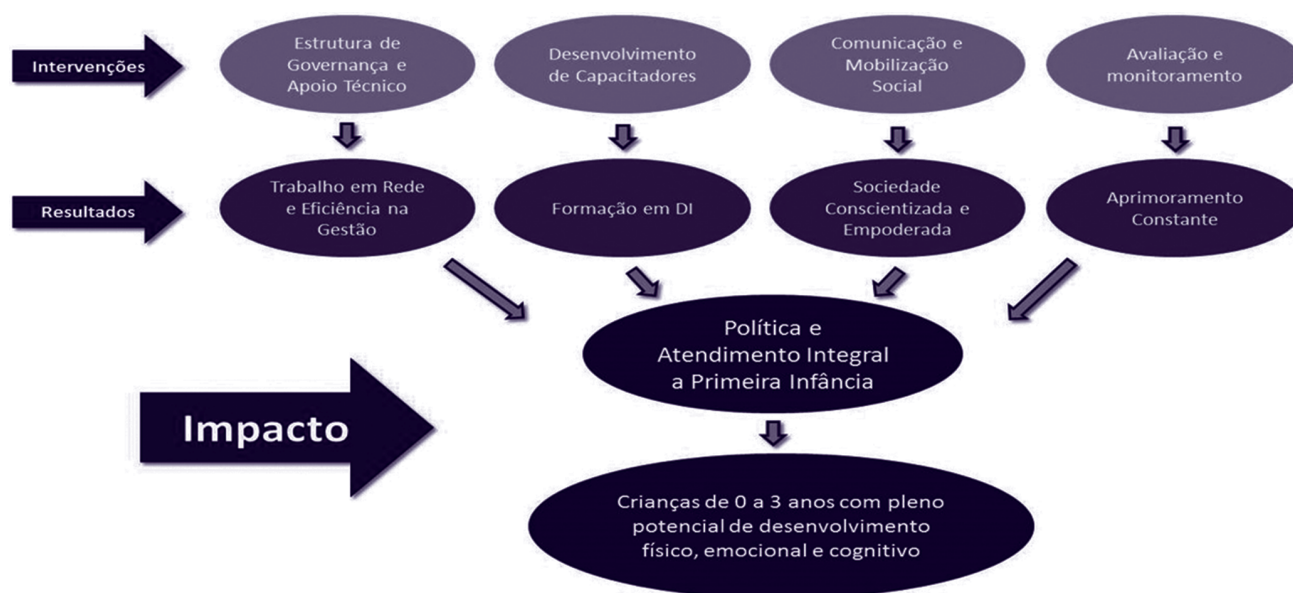 Intervenções
Estrutura de
Governança e
Apoio Técnico
Desenvolvimento
de Capacitadores
Comunicação e
Mobilização
Social
Avaliação e
monitoramento
Resultados
Trabalho em Rede
e Eficiência na
Gestão
Formação em DI
Sociedade
Conscientizada e
Empoderada
Aprimoramento
Constante
Impacto
Política e
Atendimento Integral
a Primeira Infância
Crianças de 0 a 3 anos com pleno
potencial de desenvolvimento
físico, emocional e cognitivo